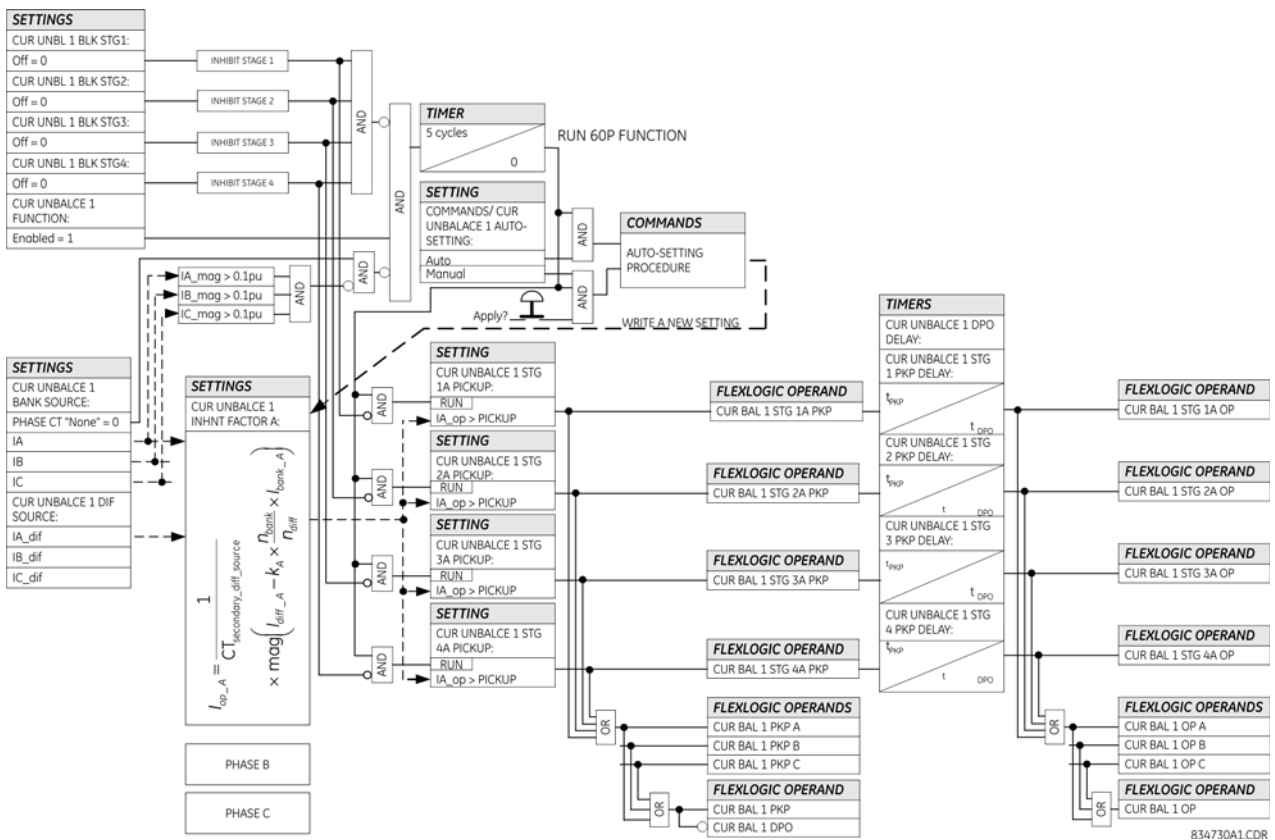 SETTINGS
CUR UNBL 1 BLK STG1:
Off = 0
CUR UNBL 1 BLK STG2:
Off = 0
CUR UNBL 1 BLK STG3:
Off = 0
CUR UNBL 1 BLK STG4:
Off = 0
CUR UNBALCE 1
FUNCTION:
Enabled = 1
INHIBIT STAGE 1
INHIBIT STAGE 2
INHIBIT STAGE 3
INHIBIT STAGE 4
AND
AND
TIMER
5 cycles
0
RUN 60P FUNCTION
SETTING
COMMANDS/ CUR
UNBALACE 1 AUTO-
SETTING:
Auto
Manual
AND
AND
COMMANDS
AUTO-SETTING
PROCEDURE
Apply?
WRITE A NEW SETTING
IA_mag > 0.1pu
IB_mag > 0.1pu
IC_mag > 0.1pu
AND
AND
SETTINGS
CUR UNBALCE 1
BANK SOURCE:
PHASE CT "None" = 0
IA
IB
IC
CUR UNBALCE 1 DIF
SOURCE:
IA_dif
IB_dif
IC_dif
SETTINGS
CUR UNBALCE 1
INHNT FACTOR A:
I_op_A = 1 / CT_secondary_diff_source
× mag( I_diff_A − k_A × n_bank / n_diff × I_bank_A )
PHASE B
PHASE C
AND
AND
AND
AND
SETTING
CUR UNBALCE 1 STG
1A PICKUP:
RUN
IA_op > PICKUP
SETTING
CUR UNBALCE 1 STG
2A PICKUP:
RUN
IA_op > PICKUP
SETTING
CUR UNBALCE 1 STG
3A PICKUP:
RUN
IA_op > PICKUP
SETTING
CUR UNBALCE 1 STG
4A PICKUP:
RUN
IA_op > PICKUP
FLEXLOGIC OPERAND
CUR BAL 1 STG 1A PKP
FLEXLOGIC OPERAND
CUR BAL 1 STG 2A PKP
FLEXLOGIC OPERAND
CUR BAL 1 STG 3A PKP
FLEXLOGIC OPERAND
CUR BAL 1 STG 4A PKP
OR
FLEXLOGIC OPERANDS
CUR BAL 1 PKP A
CUR BAL 1 PKP B
CUR BAL 1 PKP C
OR
FLEXLOGIC OPERAND
CUR BAL 1 PKP
CUR BAL 1 DPO
TIMERS
CUR UNBALCE 1 DPO
DELAY:
CUR UNBALCE 1 STG
1 PKP DELAY:
tPKP
t DPO
CUR UNBALCE 1 STG
2 PKP DELAY:
tPKP
t DPO
CUR UNBALCE 1 STG
3 PKP DELAY:
tPKP
t DPO
CUR UNBALCE 1 STG
4 PKP DELAY:
tPKP
t DPO
FLEXLOGIC OPERAND
CUR BAL 1 STG 1A OP
FLEXLOGIC OPERAND
CUR BAL 1 STG 2A OP
FLEXLOGIC OPERAND
CUR BAL 1 STG 3A OP
FLEXLOGIC OPERAND
CUR BAL 1 STG 4A OP
OR
FLEXLOGIC OPERANDS
CUR BAL 1 OP A
CUR BAL 1 OP B
CUR BAL 1 OP C
OR
FLEXLOGIC OPERAND
CUR BAL 1 OP
834730A1.CDR